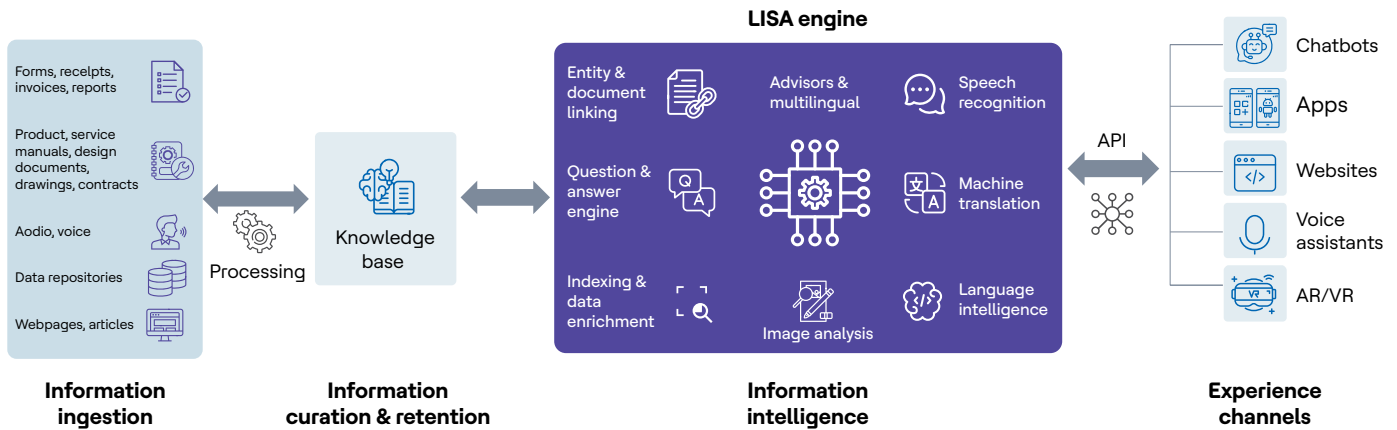 LISA engine
Forms, receipts,
invoices, reports
Product, service
manuals, design
documents,
drawings, contracts
Aodio, voice
Data repositories
Webpages, articles
Processing
Knowledge
base
Entity &
document
linking
Advisors &
multilingual
Speech
recognition
Question &
answer
engine
Q
A
Machine
translation
文
A
Indexing &
data
enrichment
Image analysis
</>
Language
intelligence
API
Chatbots
Apps
</>
Websites
Voice
assistants
VR
AR/VR
Information
ingestion
Information
curation & retention
Information
intelligence
Experience
channels